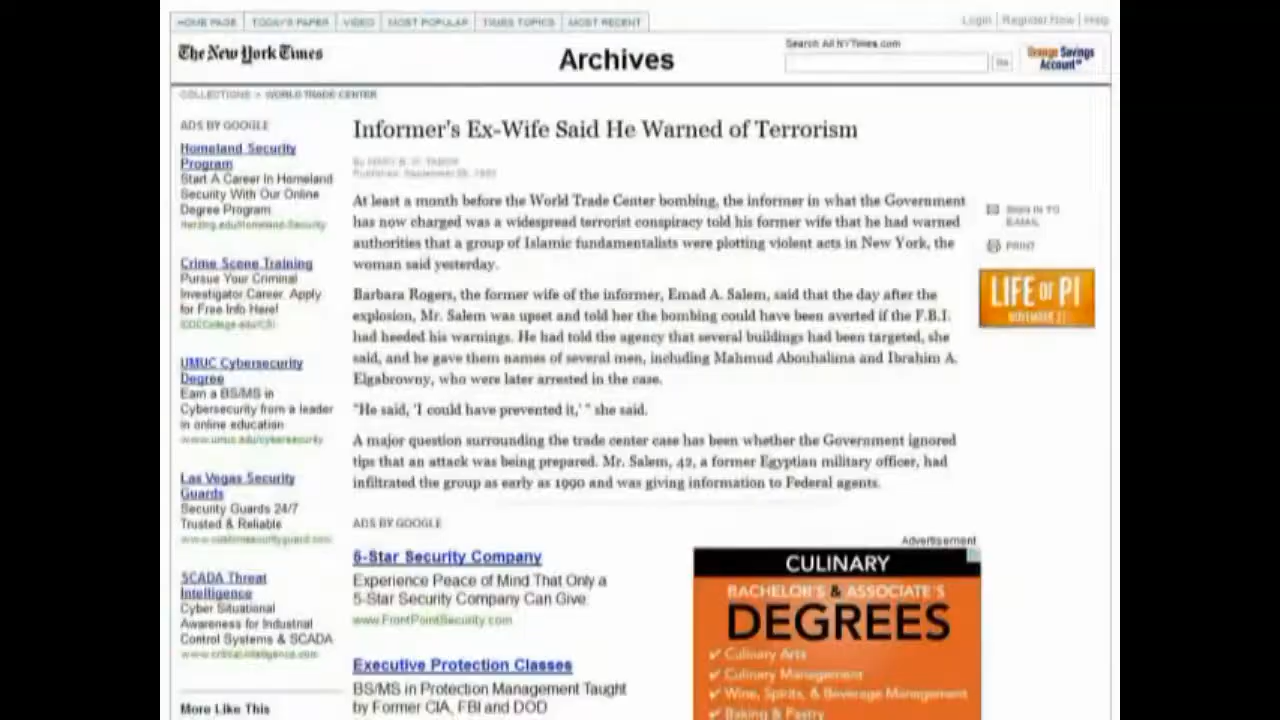 HOME PAGE TODAY'S PAPER VIDEO MOST POPULAR TIMES TOPICS MOST RECENT
Login Register Now Help
The New York Times
Archives
Search All NYTimes.com
Go
Orange Savings
Account
COLLECTIONS > WORLD TRADE CENTER
ADS BY GOOGLE
Homeland Security
Program
Start A Career In Homeland
Security With Our Online
Degree Program
Herzing.edu/Homeland-Security
Crime Scene Training
Pursue Your Criminal
Investigator Career. Apply
for Free Info Here!
UMUC Cybersecurity
Degree
Earn a BS/MS in
Cybersecurity from a leader
in online education
www.umuc.edu/cybersecurity
Las Vegas Security
Guards
Security Guards 24/7
Trusted & Reliable
SCADA Threat
Intelligence
Cyber Situational
Awareness for Industrial
Control Systems & SCADA
More Like This
Informer's Ex-Wife Said He Warned of Terrorism
By MARY B. W. TABOR
Published: September
At least a month before the World Trade Center bombing, the informer in what the Government
has now charged was a widespread terrorist conspiracy told his former wife that he had warned
authorities that a group of Islamic fundamentalists were plotting violent acts in New York, the
woman said yesterday.
Barbara Rogers, the former wife of the informer, Emad A. Salem, said that the day after the
explosion, Mr. Salem was upset and told her the bombing could have been averted if the F.B.I.
had heeded his warnings. He had told the agency that several buildings had been targeted, she
said, and he gave them names of several men, including Mahmud Abouhalima and Ibrahim A.
Elgabrowny, who were later arrested in the case.
"He said, 'I could have prevented it,' " she said.
A major question surrounding the trade center case has been whether the Government ignored
tips that an attack was being prepared. Mr. Salem, 42, a former Egyptian military officer, had
infiltrated the group as early as 1990 and was giving information to Federal agents.
ADS BY GOOGLE
5-Star Security Company
Experience Peace of Mind That Only a
5-Star Security Company Can Give
www.FrontPointSecurity.com
Executive Protection Classes
BS/MS in Protection Management Taught
by Former CIA, FBI and DOD
SIGN IN TO
E-MAIL
PRINT
LIFE OF PI
NOVEMBER 21
Advertisement
CULINARY
BACHELOR'S & ASSOCIATE'S
DEGREES
✔ Culinary Arts
✔ Culinary Management
✔ Wine, Spirits, & Beverage Management
✔ Baking & Pastry